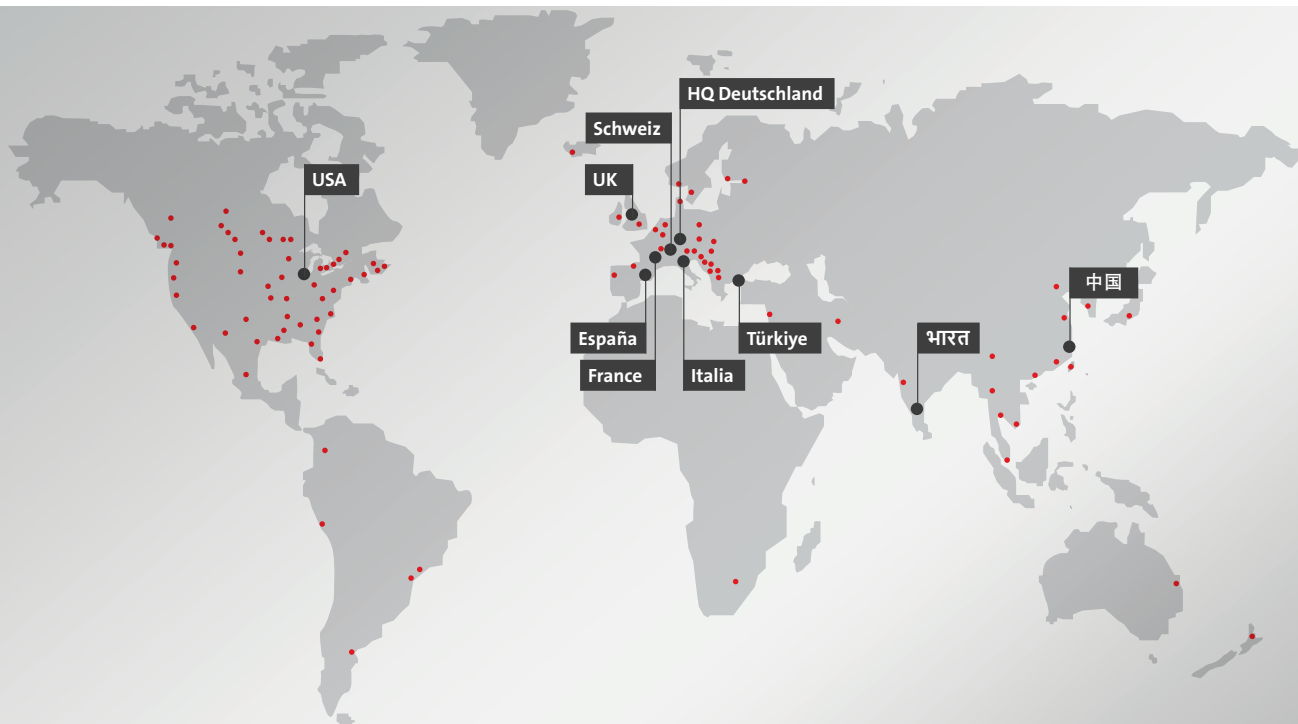 HQ Deutschland
Schweiz
USA
UK
中国
España
Türkiye
भारत
France
Italia